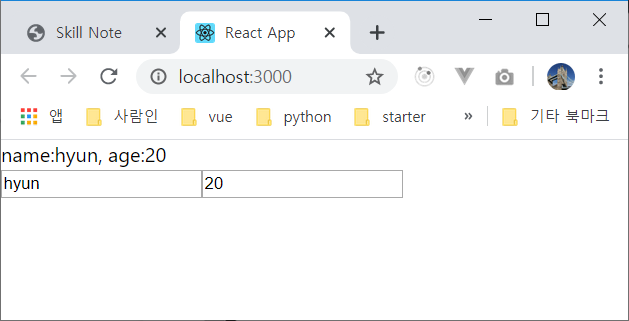 Skill Note
React App
localhost:3000
앱 사람인 vue python starter » 기타 북마크
name:hyun, age:20
hyun 20